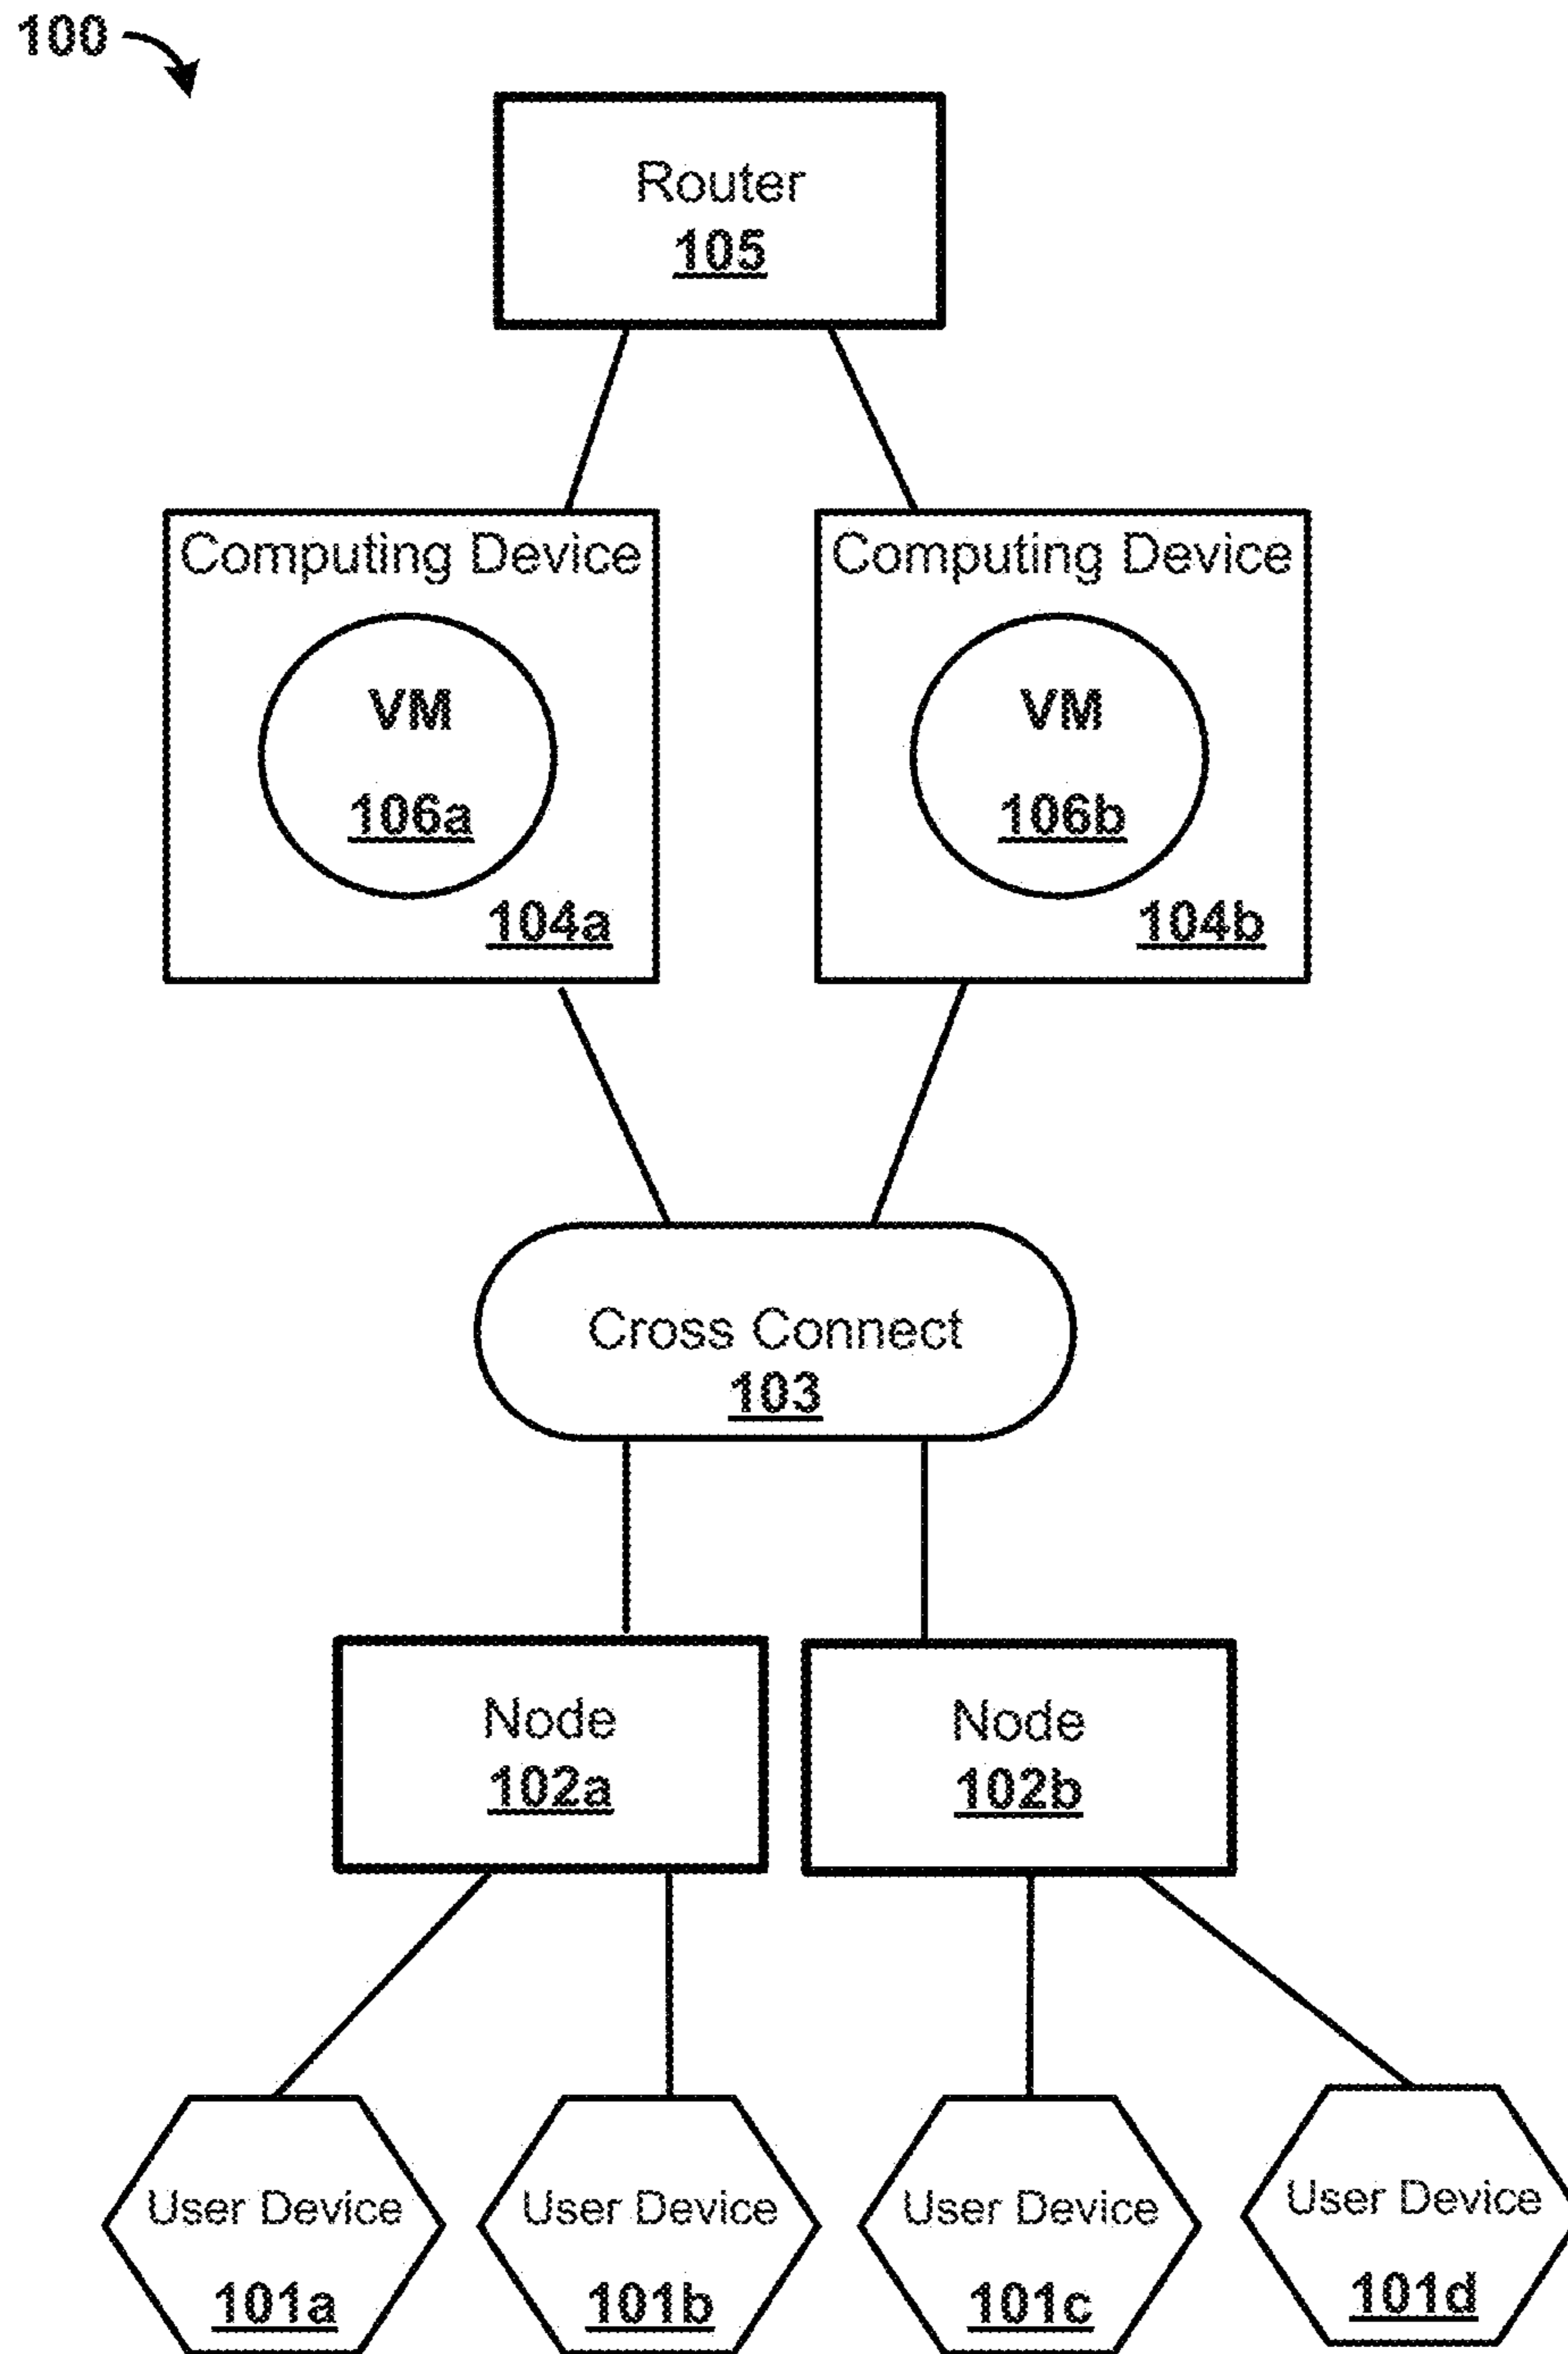 100
Router
105
Computing Device
VM
106a
104a
Computing Device
VM
106b
104b
Cross Connect
103
Node
102a
Node
102b
User Device
101a
User Device
101b
User Device
101c
User Device
101d